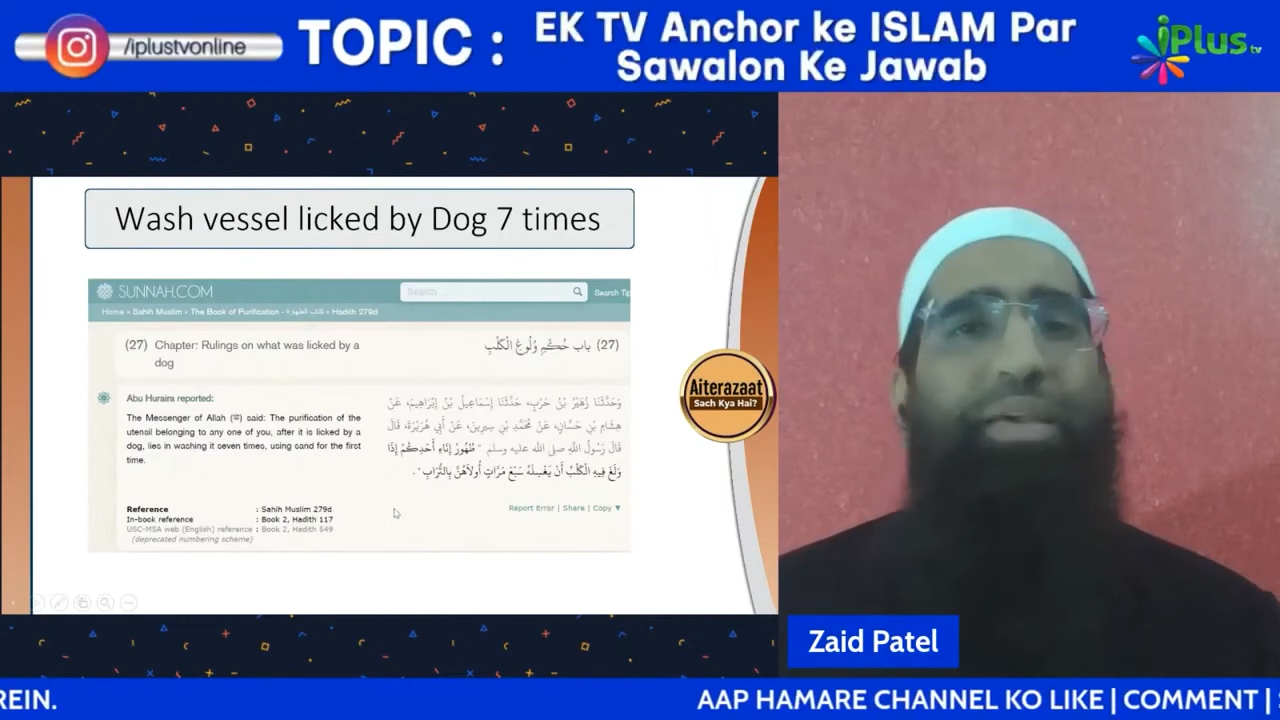 /iplustvonline
TOPIC :
EK TV Anchor ke ISLAM Par
Sawalon Ke Jawab
iPlus tv
Wash vessel licked by Dog 7 times
SUNNAH.COM
Search ...
Search Tip
Home » Sahih Muslim » The Book of Purification - كتاب الطهارة » Hadith 279d
(27) Chapter: Rulings on what was licked by a
dog
(27) باب حُكْمِ وُلُوغِ الْكَلْبِ
Abu Huraira reported:
The Messenger of Allah (ﷺ) said: The purification of the
utensil belonging to any one of you, after it is licked by a
dog, lies in washing it seven times, using sand for the first
time.
وَحَدَّثَنَا زُهَيْرُ بْنُ حَرْبٍ، حَدَّثَنَا إِسْمَاعِيلُ بْنُ إِبْرَاهِيمَ، عَنْ
هِشَامِ بْنِ حَسَّانٍ، عَنْ مُحَمَّدِ بْنِ سِيرِينَ، عَنْ أَبِي هُرَيْرَةَ، قَالَ
قَالَ رَسُولُ اللَّهِ صلى الله عليه وسلم " طُهُورُ إِنَاءِ أَحَدِكُمْ إِذَا
وَلَغَ فِيهِ الْكَلْبُ أَنْ يَغْسِلَهُ سَبْعَ مَرَّاتٍ أُولاَهُنَّ بِالتُّرَابِ " .
Reference : Sahih Muslim 279d
In-book reference : Book 2, Hadith 117
USC-MSA web (English) reference : Book 2, Hadith 549
(deprecated numbering scheme)
Report Error | Share | Copy ▼
Aiterazaat
Sach Kya Hai?
Zaid Patel
REIN.
AAP HAMARE CHANNEL KO LIKE | COMMENT |